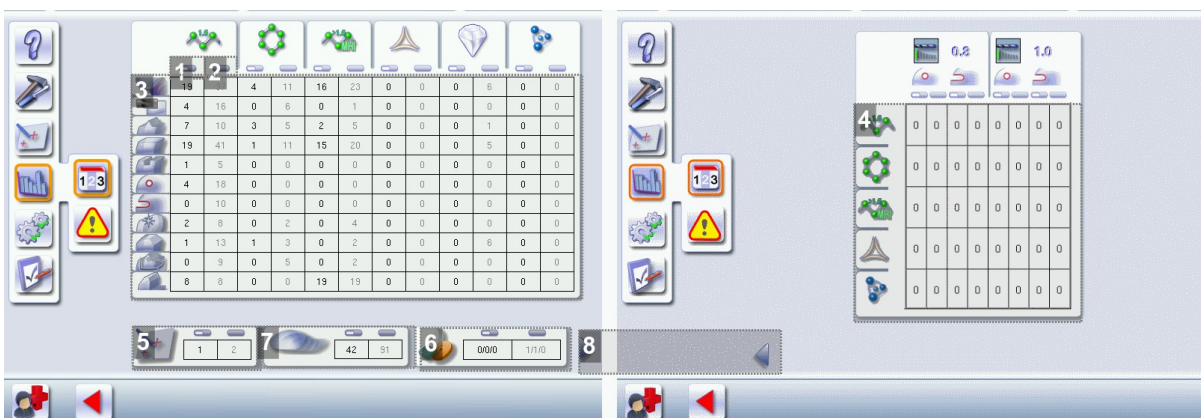 1 2
3 19 4 11 16 23 0 0 0 6 0 0
4 16 0 6 0 1 0 0 0 0 0 0
7 10 3 5 2 5 0 0 0 1 0 0
19 41 1 11 15 20 0 0 0 5 0 0
1 5 0 0 0 0 0 0 0 0 0 0
4 18 0 0 0 0 0 0 0 0 0 0
0 10 0 0 0 0 0 0 0 0 0 0
2 8 0 2 0 4 0 0 0 0 0 0
1 13 1 3 0 2 0 0 0 6 0 0
0 9 0 5 0 2 0 0 0 0 0 0
8 8 0 0 19 19 0 0 0 0 0 0
123
5 1 2
7 42 91
6 0/0/0 1/1/0
8
0.8 1.0
4 0 0 0 0 0 0 0 0
0 0 0 0 0 0 0 0
0 0 0 0 0 0 0 0
0 0 0 0 0 0 0 0
0 0 0 0 0 0 0 0
123